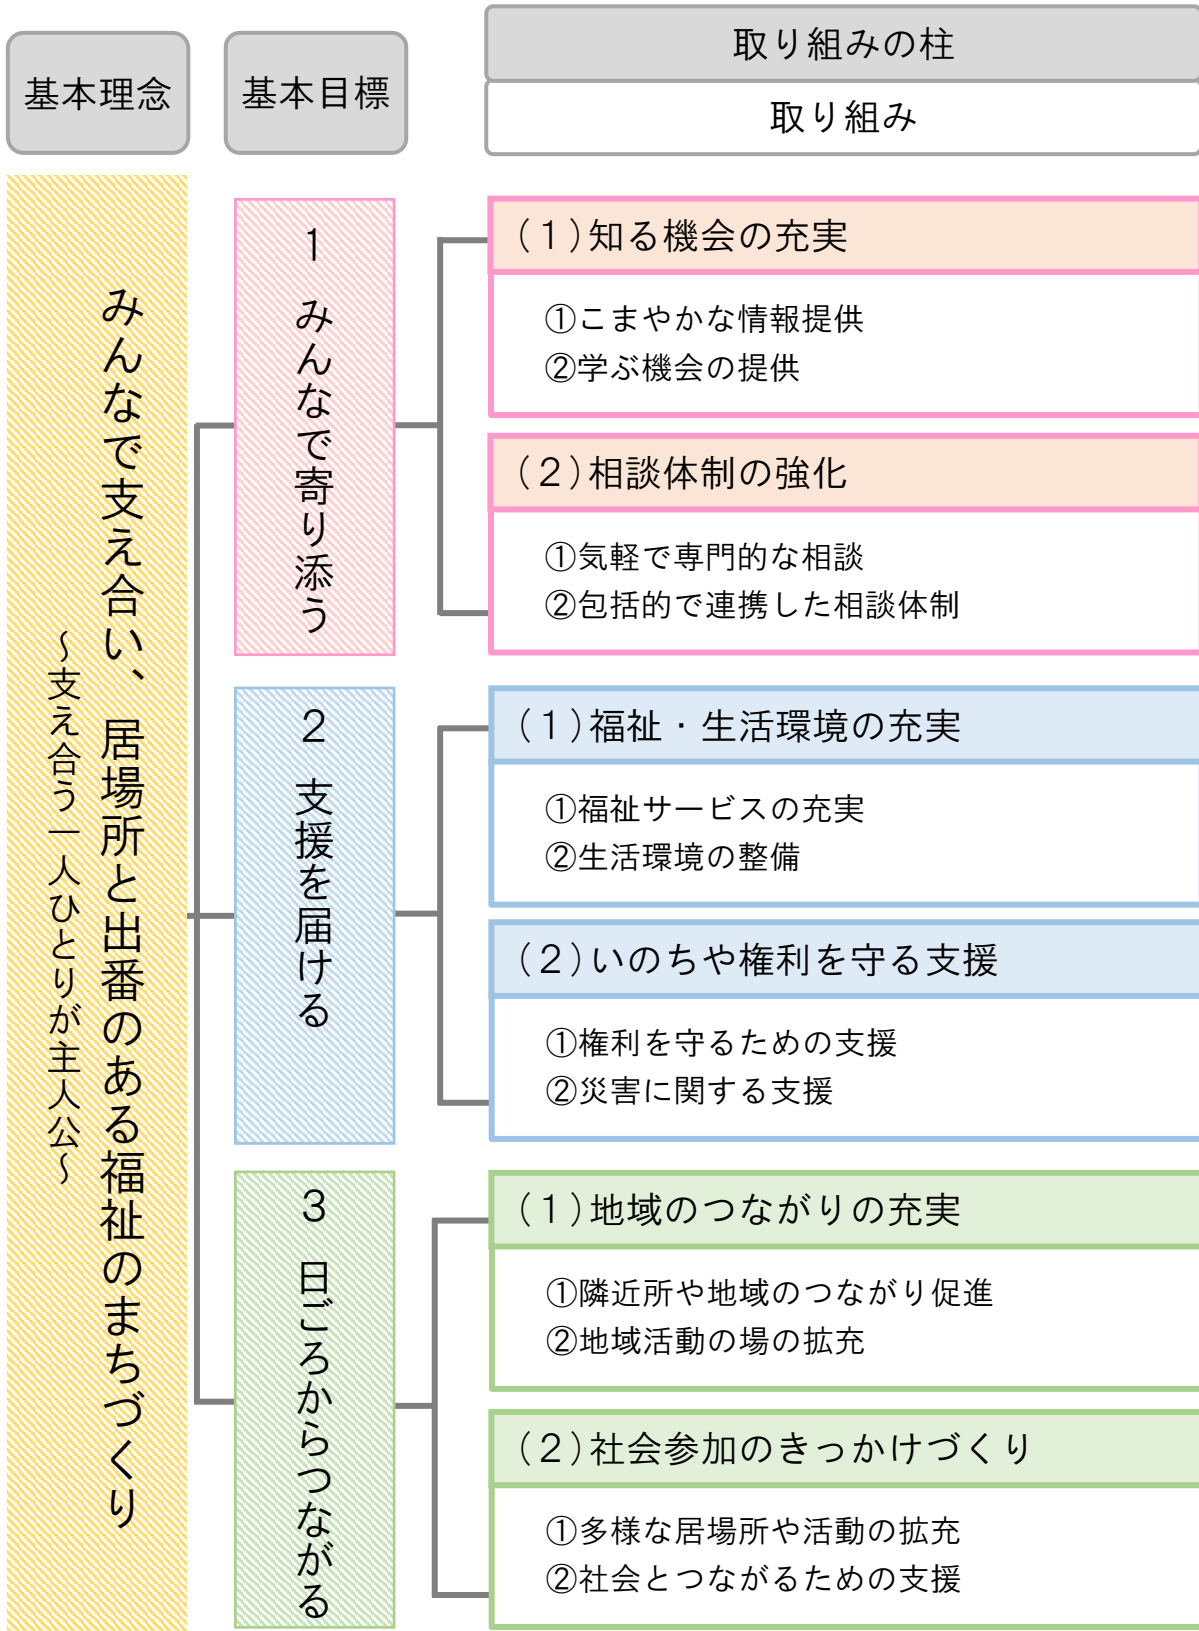 基本理念
基本目標
取り組みの柱
取り組み
みんなで支え合い、居場所と出番のある福祉のまちづくり
～支え合う一人ひとりが主人公～
１　みんなで寄り添う
（１）知る機会の充実
①こまやかな情報提供
②学ぶ機会の提供
（２）相談体制の強化
①気軽で専門的な相談
②包括的で連携した相談体制
２　支援を届ける
（１）福祉・生活環境の充実
①福祉サービスの充実
②生活環境の整備
（２）いのちや権利を守る支援
①権利を守るための支援
②災害に関する支援
３　日ごろからつながる
（１）地域のつながりの充実
①隣近所や地域のつながり促進
②地域活動の場の拡充
（２）社会参加のきっかけづくり
①多様な居場所や活動の拡充
②社会とつながるための支援